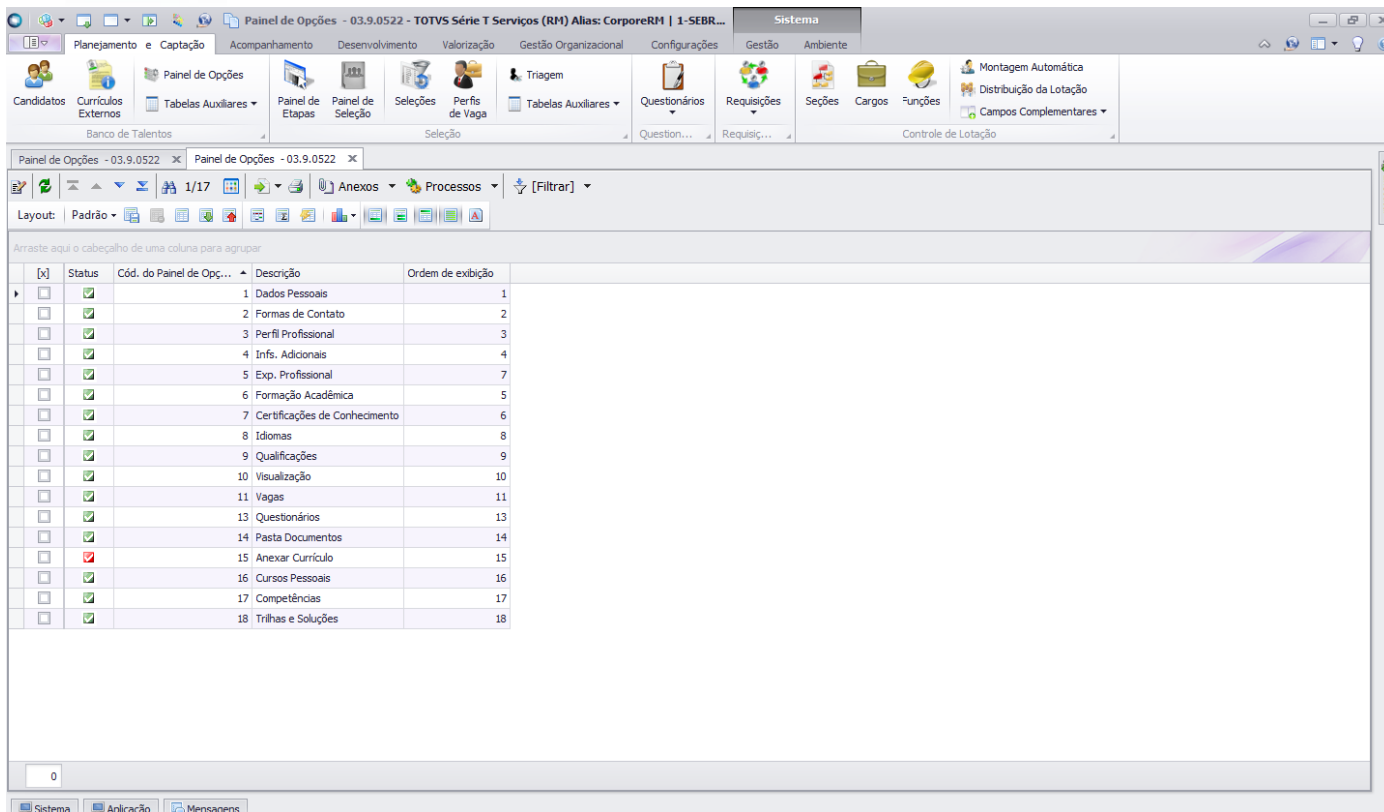 Painel de Opções - 03.9.0522 - TOTVS Série T Serviços (RM) Alias: CorporeRM | 1-SEBR...
Sistema
Planejamento e Captação Acompanhamento Desenvolvimento Valorização Gestão Organizacional Configurações Gestão Ambiente
Candidatos
Currículos
Externos
Painel de Opções
Tabelas Auxiliares
Banco de Talentos
Painel de
Etapas
Painel de
Seleção
Seleções
Perfis
de Vaga
Triagem
Tabelas Auxiliares
Seleção
Questionários
Question...
Requisições
Requisiç...
Seções
Cargos
Funções
Montagem Automática
Distribuição da Lotação
Campos Complementares
Controle de Lotação
Painel de Opções - 03.9.0522 x Painel de Opções - 03.9.0522 x
1/17 Anexos Processos [Filtrar]
Layout: Padrão
Arraste aqui o cabeçalho de uma coluna para agrupar
[x] Status Cód. do Painel de Opç... Descrição Ordem de exibição
1 Dados Pessoais 1
2 Formas de Contato 2
3 Perfil Profissional 3
4 Infs. Adicionais 4
5 Exp. Profissional 7
6 Formação Acadêmica 5
7 Certificações de Conhecimento 6
8 Idiomas 8
9 Qualificações 9
10 Visualização 10
11 Vagas 11
13 Questionários 13
14 Pasta Documentos 14
15 Anexar Currículo 15
16 Cursos Pessoais 16
17 Competências 17
18 Trilhas e Soluções 18
0
Sistema Aplicação Mensagens